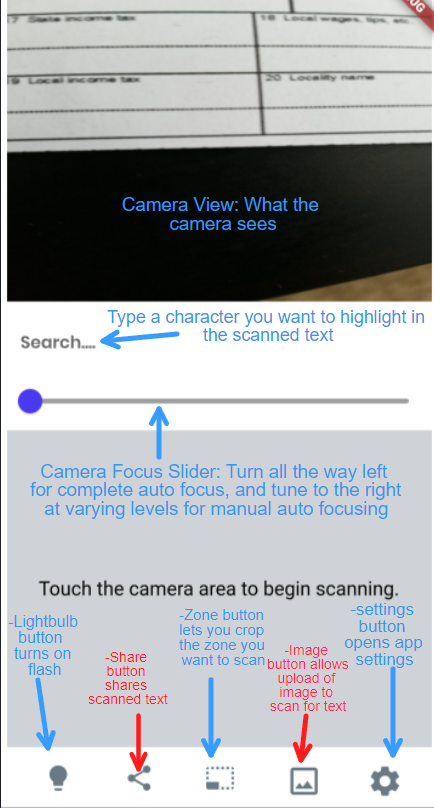 UG
7 State income tax
18 Local wages, tips, etc.
9 Local income tax
20 Locality name
Camera View: What the
camera sees
Type a character you want to highlight in
the scanned text
Search....
Camera Focus Slider: Turn all the way left
for complete auto focus, and tune to the right
at varying levels for manual auto focusing
Touch the camera area to begin scanning.
-Lightbulb
button
turns on
flash
-Share
button
shares
scanned text
-Zone button
lets you crop
the zone you
want to scan
-Image
button allows
upload of
image to
scan for text
-settings
button
opens app
settings